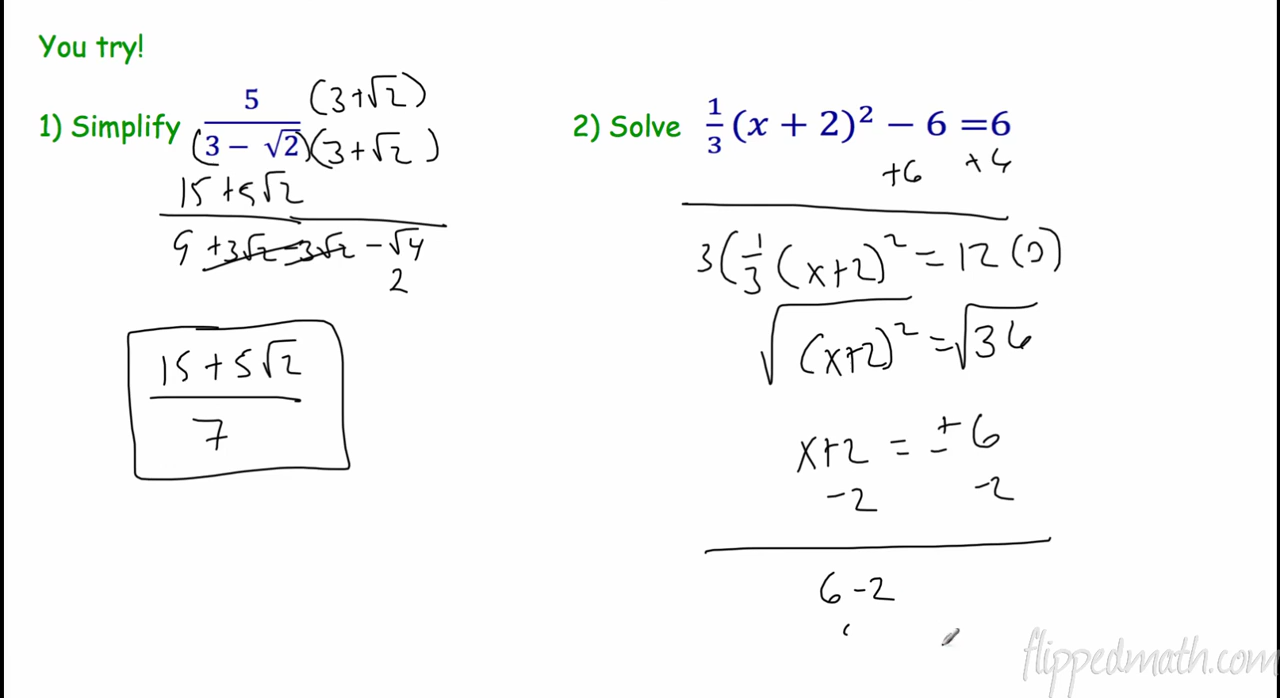 You try!
(3+√2)
1) Simplify 5/(3 − √2)(3+√2)
15+5√2
9 +3√2 -3√2 -√4
2
15+5√2
7
2) Solve 1/3(x + 2)² − 6 =6
+6 +6
3(1/3(x+2)²=12(3)
√(x+2)²=√36
x+2 = ±6
-2 -2
6-2
flippedmath.com